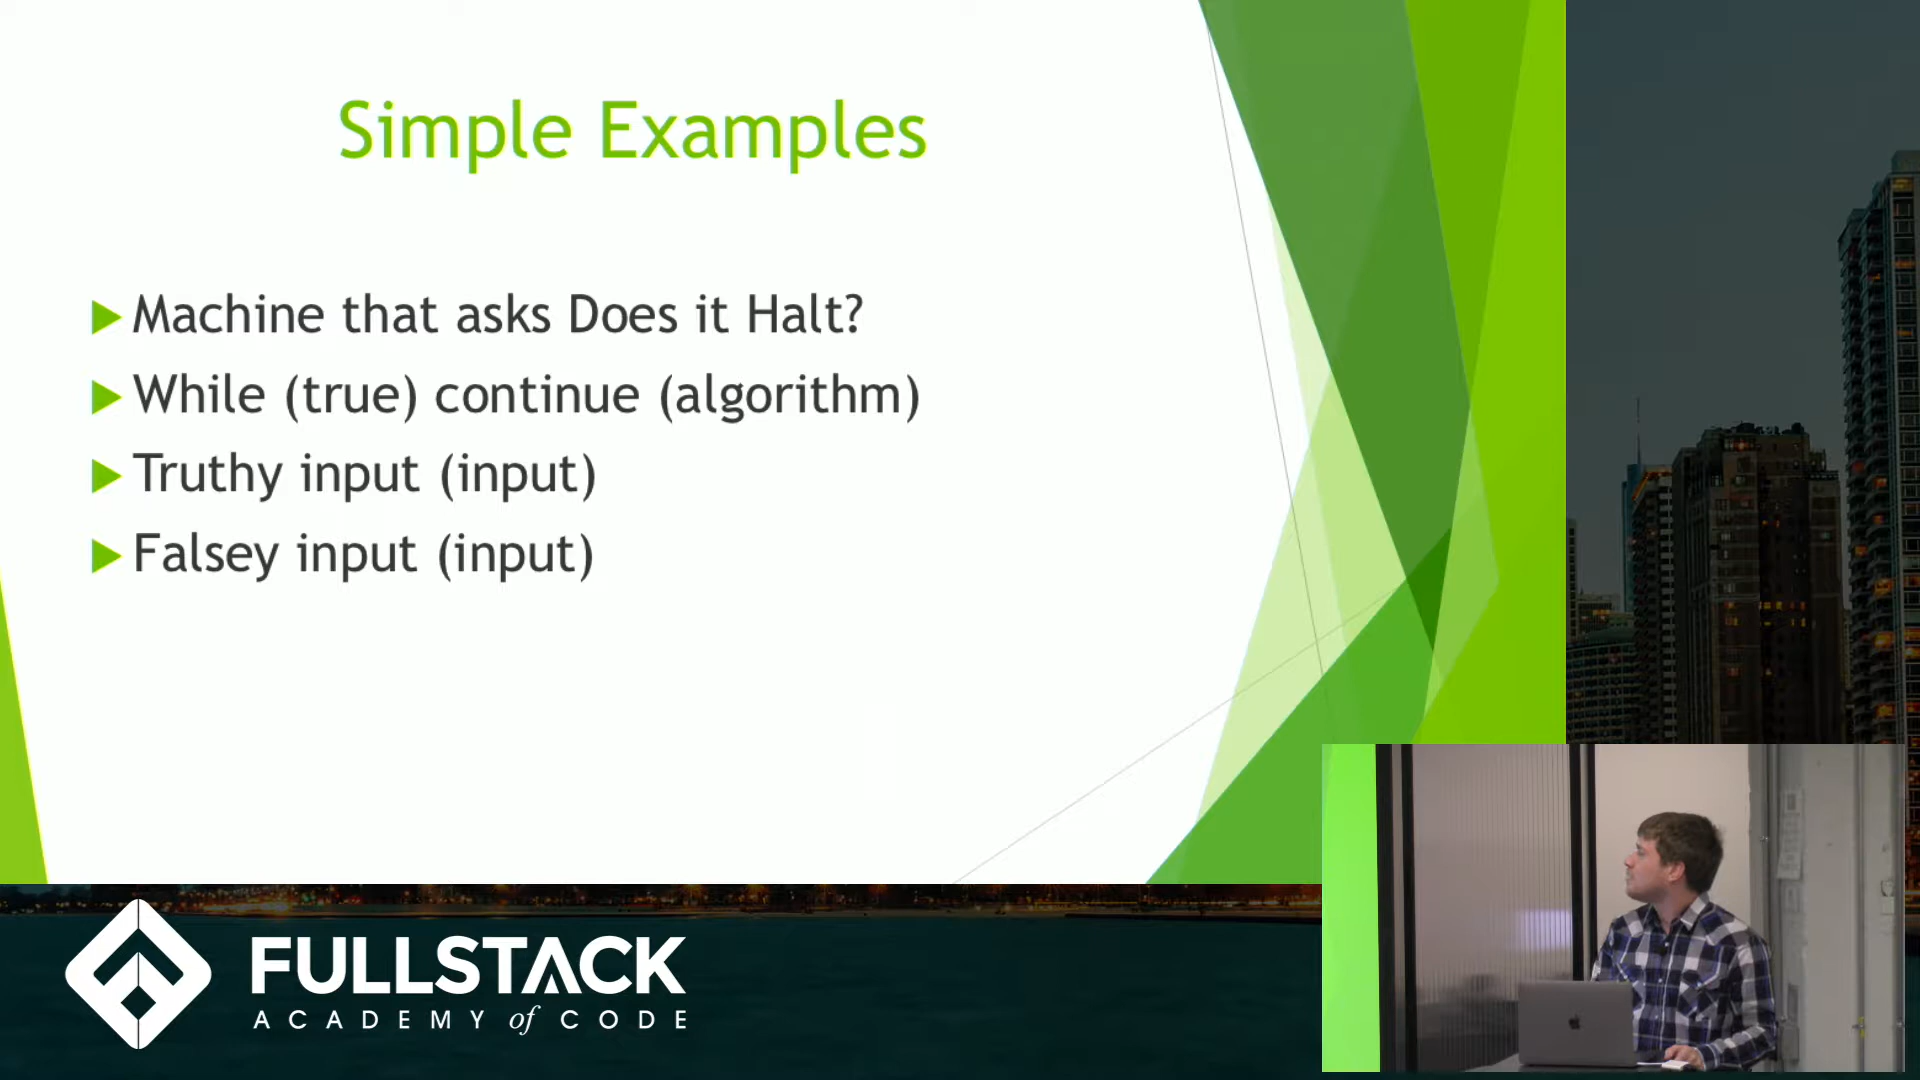 Simple Examples
Machine that asks Does it Halt?
While (true) continue (algorithm)
Truthy input (input)
Falsey input (input)
FULLSTACK
ACADEMY of CODE